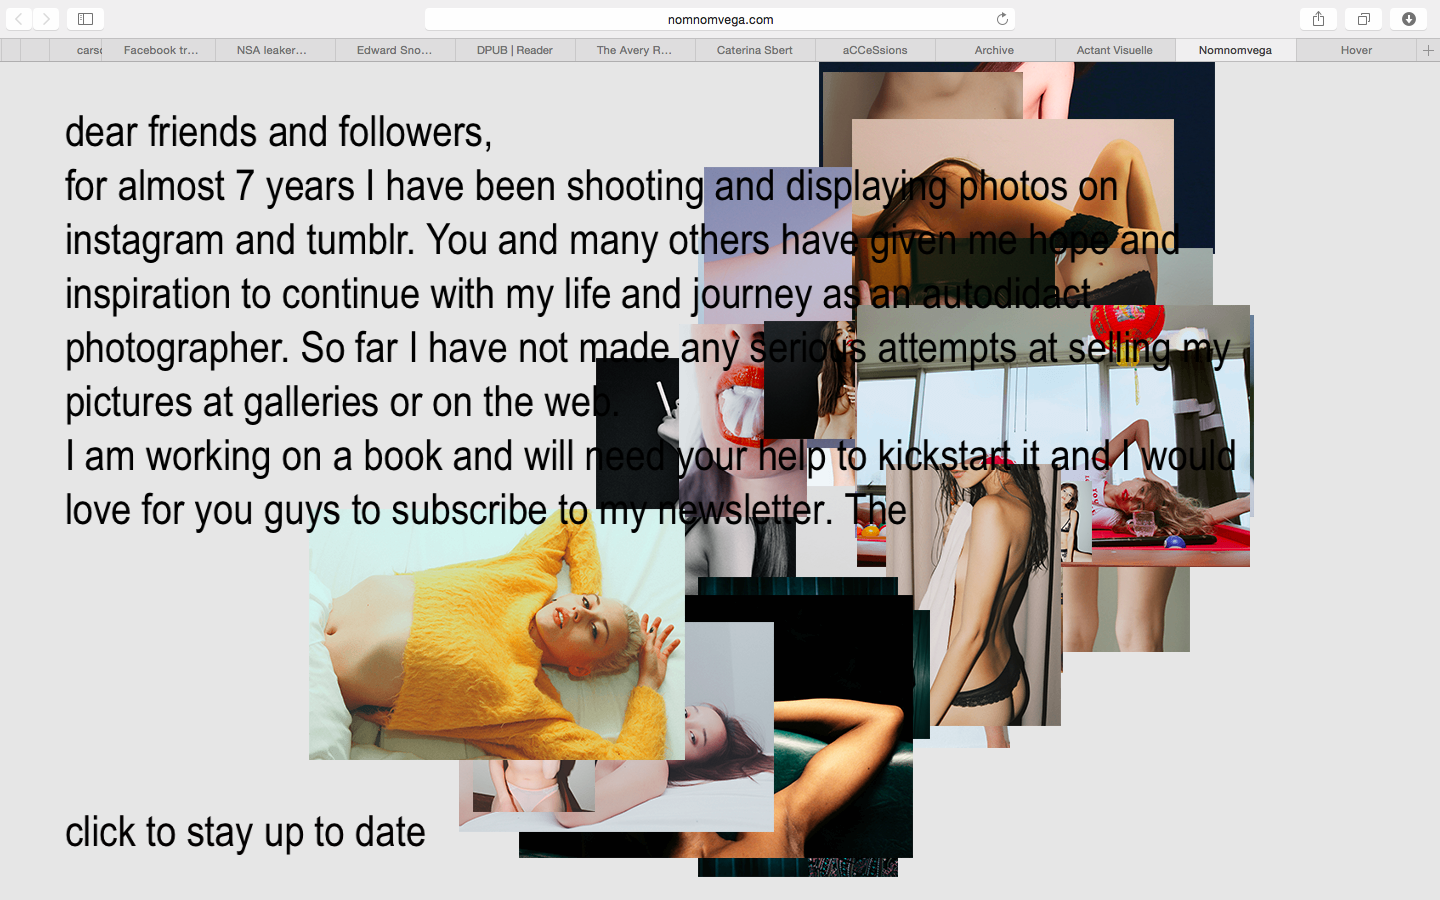 nomnomvega.com
carsc
Facebook tr…
NSA leaker…
Edward Sno…
DPUB | Reader
The Avery R…
Caterina Sbert
aCCeSsions
Archive
Actant Visuelle
Nomnomvega
Hover
dear friends and followers,
for almost 7 years I have been shooting and displaying photos on
instagram and tumblr. You and many others have given me hope and
inspiration to continue with my life and journey as an autodidact
photographer. So far I have not made any serious attempts at selling my
pictures at galleries or on the web.
I am working on a book and will need your help to kickstart it and I would
love for you guys to subscribe to my newsletter. The
click to stay up to date